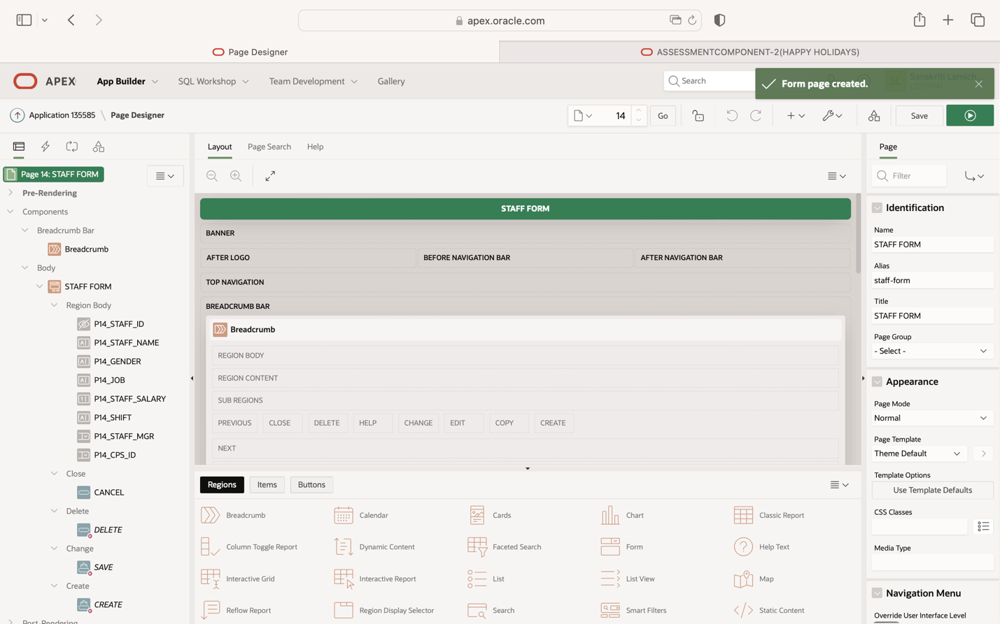 apex.oracle.com
Page Designer
ASSESSMENTCOMPONENT-2(HAPPY HOLIDAYS)
APEX
App Builder
SQL Workshop
Team Development
Gallery
Search
Form page created.
Application 135585 \ Page Designer
14
Go
Save
Layout
Page Search
Help
Page
Page 14: STAFF FORM
Pre-Rendering
Components
Breadcrumb Bar
Breadcrumb
Body
STAFF FORM
Region Body
P14_STAFF_ID
P14_STAFF_NAME
P14_GENDER
P14_JOB
P14_STAFF_SALARY
P14_SHIFT
P14_STAFF_MGR
P14_CPS_ID
Close
CANCEL
Delete
DELETE
Change
SAVE
Create
CREATE
Post-Rendering
STAFF FORM
BANNER
AFTER LOGO
BEFORE NAVIGATION BAR
AFTER NAVIGATION BAR
TOP NAVIGATION
BREADCRUMB BAR
Breadcrumb
REGION BODY
REGION CONTENT
SUB REGIONS
PREVIOUS
CLOSE
DELETE
HELP
CHANGE
EDIT
COPY
CREATE
NEXT
Regions
Items
Buttons
Breadcrumb
Calendar
Cards
Chart
Classic Report
Column Toggle Report
Dynamic Content
Faceted Search
Form
Help Text
Interactive Grid
Interactive Report
List
List View
Map
Reflow Report
Region Display Selector
Search
Smart Filters
Static Content
Filter
Identification
Name
STAFF FORM
Alias
staff-form
Title
STAFF FORM
Page Group
- Select -
Appearance
Page Mode
Normal
Page Template
Theme Default
Template Options
Use Template Defaults
CSS Classes
Media Type
Navigation Menu
Override User Interface Level